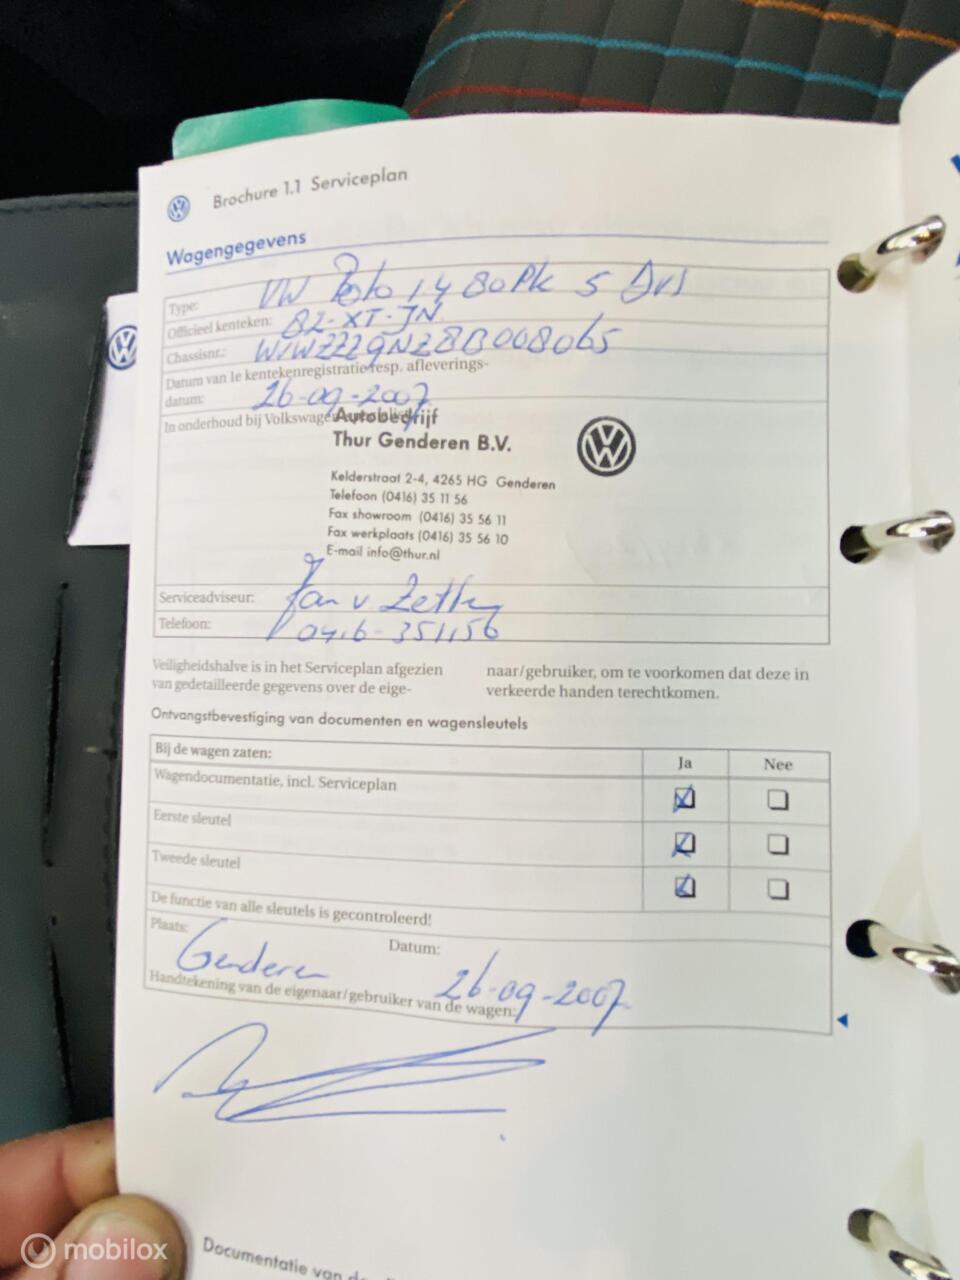 Brochure 1.1 Serviceplan
Wagengegevens
Type: VW Polo 1.4 80 PK 5 Drs
Officieel kenteken: 82-XT-JN
Chassisnr.: WVWZZZ9NZ8B008065
Datum van 1e kentekenregistratie resp. afleverings-
datum: 26-09-2007
In onderhoud bij Volkswagen
Autobedrijf
Thur Genderen B.V.
Kelderstraat 2-4, 4265 HG Genderen
Telefoon (0416) 35 11 56
Fax showroom (0416) 35 56 11
Fax werkplaats (0416) 35 56 10
E-mail info@thur.nl
Serviceadviseur: Jan v
Telefoon: 0416-351156
Veiligheidshalve is in het Serviceplan afgezien
van gedetailleerde gegevens over de eige-
naar/gebruiker, om te voorkomen dat deze in
verkeerde handen terechtkomen.
Ontvangstbevestiging van documenten en wagensleutels
Bij de wagen zaten: Ja Nee
Wagendocumentatie, incl. Serviceplan
Eerste sleutel
Tweede sleutel
De functie van alle sleutels is gecontroleerd!
Plaats: Datum:
Genderen 26-09-2007
Handtekening van de eigenaar/gebruiker van de wagen:
Documentatie van de
mobilox